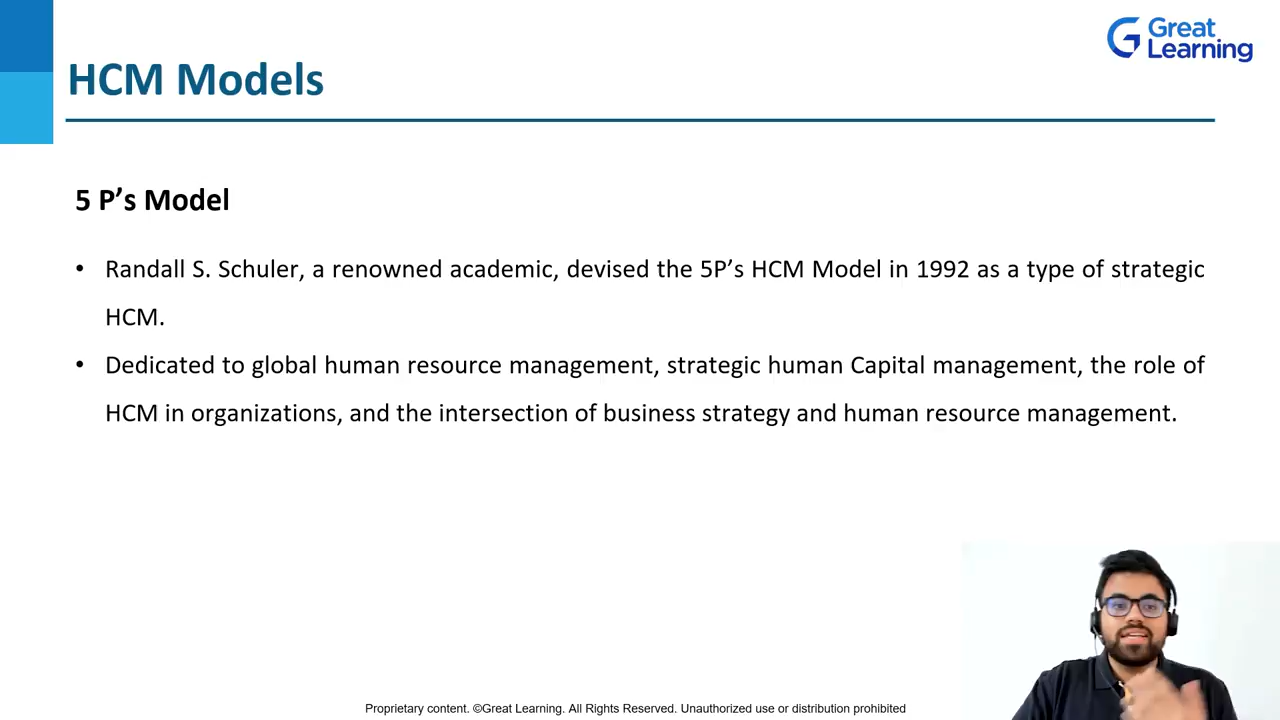 Great
Learning
HCM Models
5 P’s Model
• Randall S. Schuler, a renowned academic, devised the 5P’s HCM Model in 1992 as a type of strategic
HCM.
• Dedicated to global human resource management, strategic human Capital management, the role of
HCM in organizations, and the intersection of business strategy and human resource management.
Proprietary content. ©Great Learning. All Rights Reserved. Unauthorized use or distribution prohibited